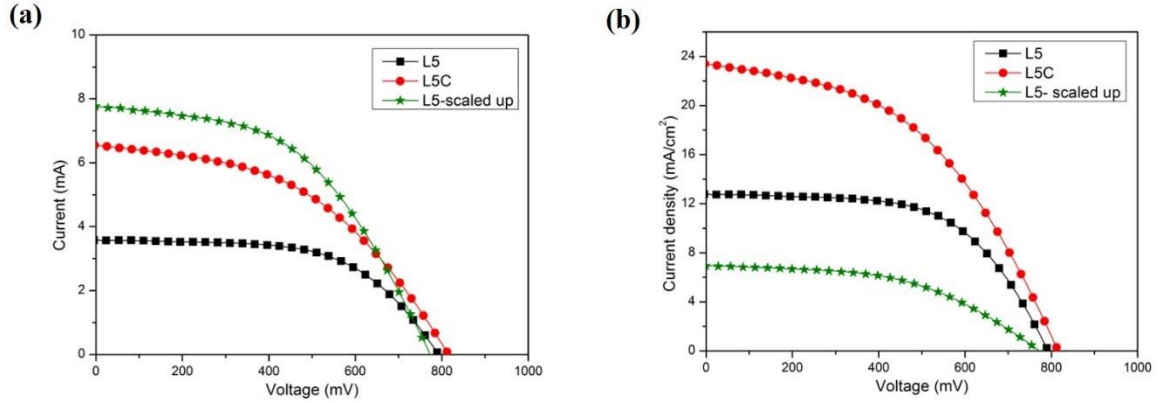 (a)
10
8
6
4
2
0
Current (mA)
L5
L5C
L5-scaled up
0 200 400 600 800 1000
Voltage (mV)
(b)
24
20
16
12
8
4
0
Current density (mA/cm²)
L5
L5C
L5- scaled up
0 200 400 600 800 1000
Voltage (mV)